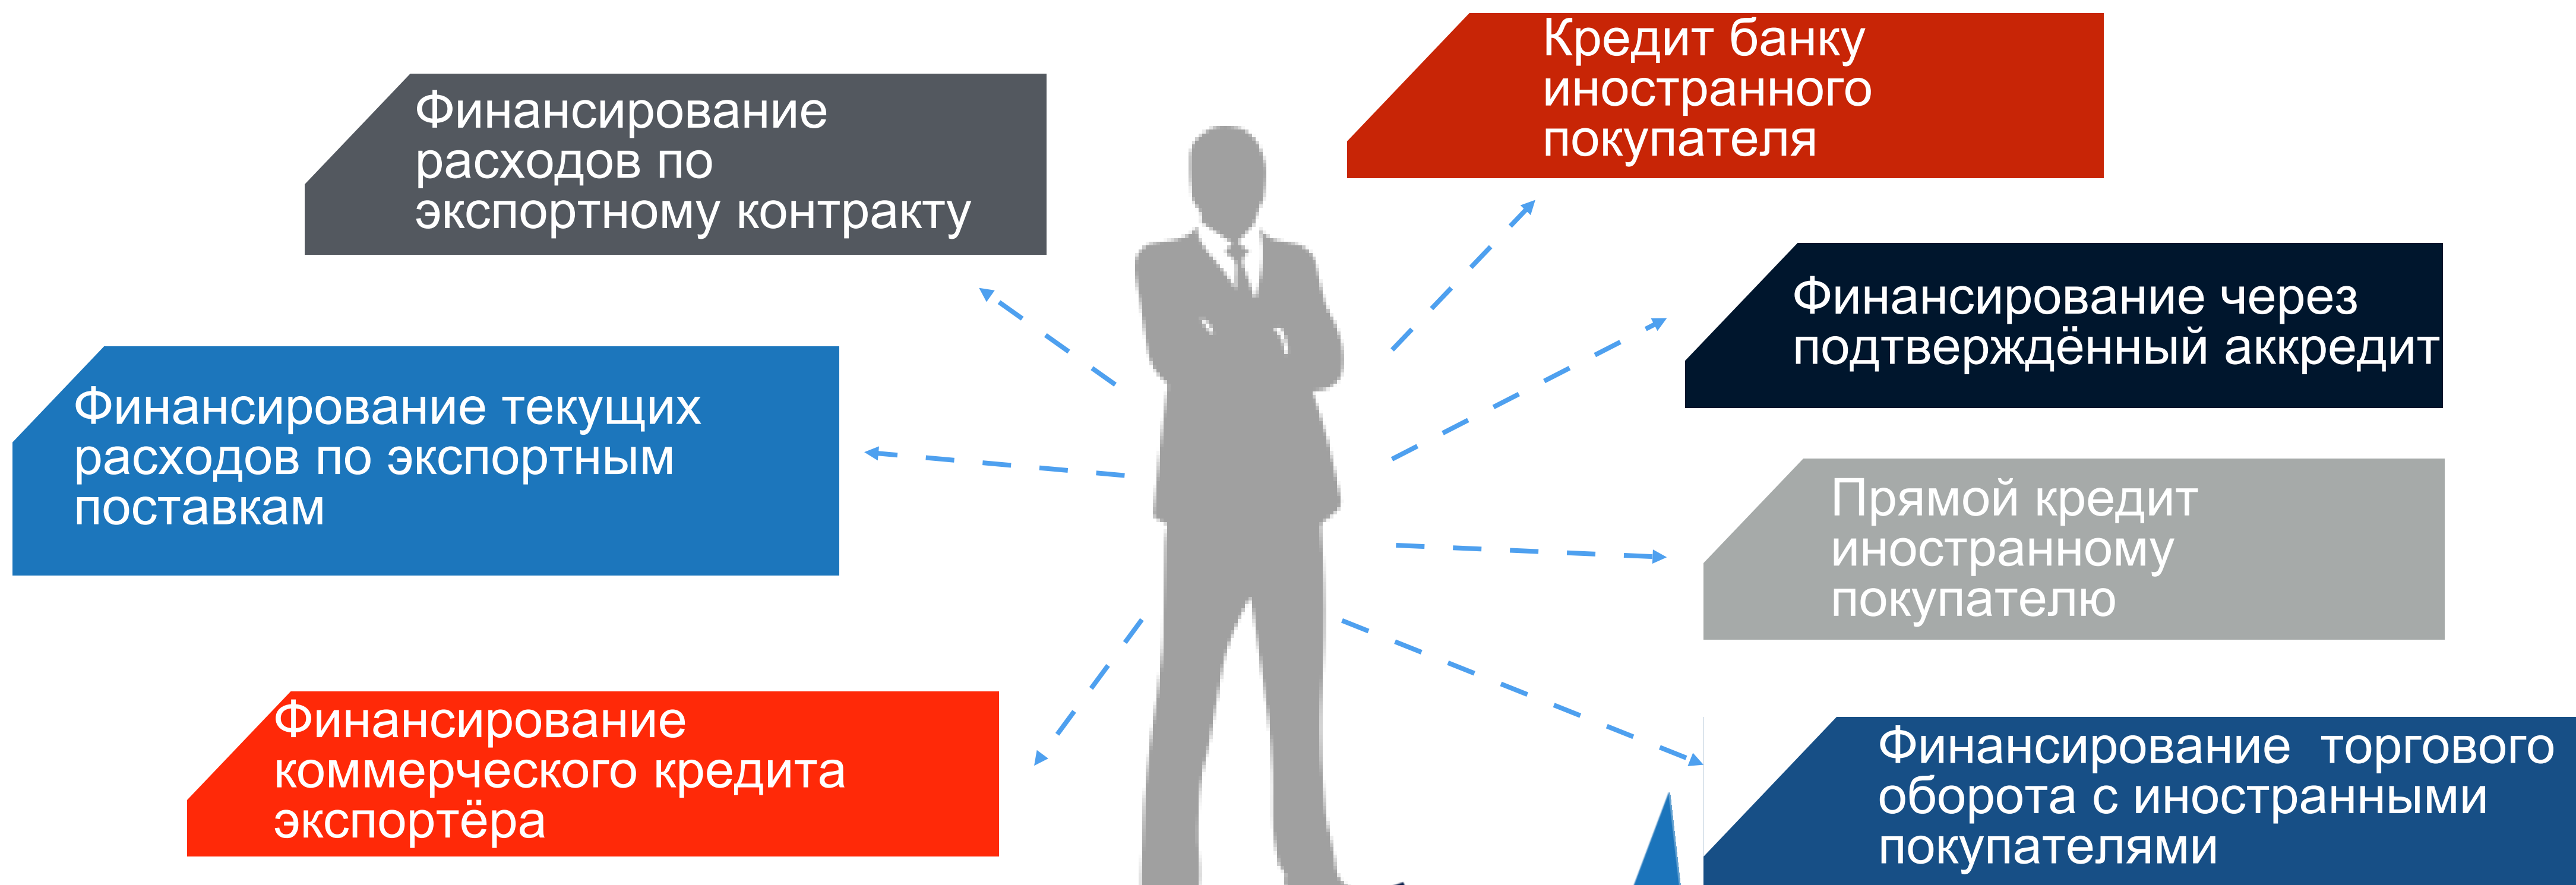 Финансирование
расходов по
экспортному контракту
Финансирование текущих
расходов по экспортным
поставкам
Финансирование
коммерческого кредита
экспортёра
Кредит банку
иностранного
покупателя
Финансирование через
подтверждённый аккредит
Прямой кредит
иностранному
покупателю
Финансирование торгового
оборота с иностранными
покупателями